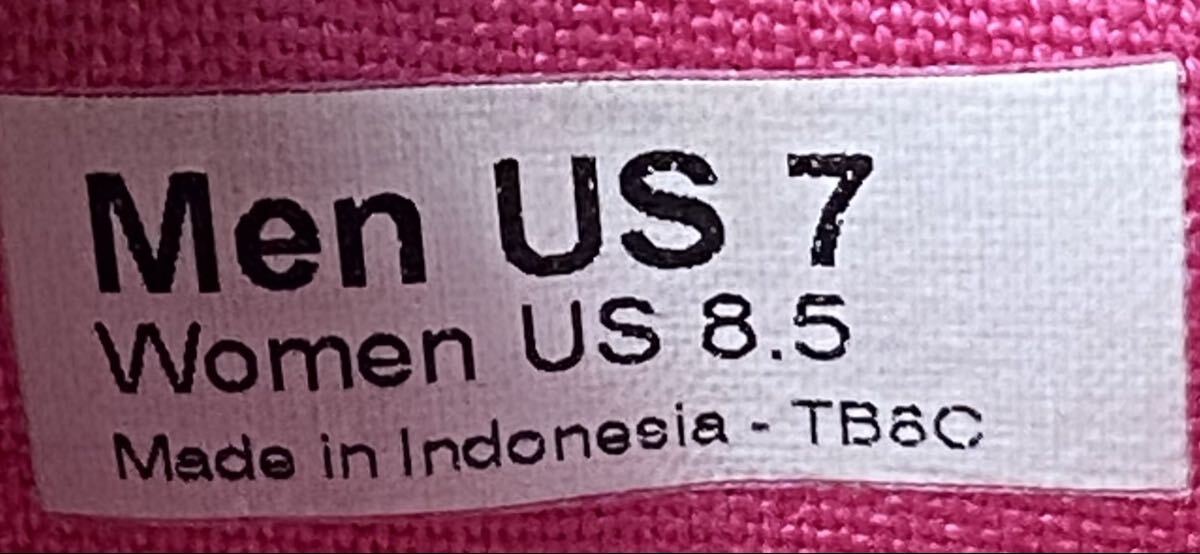 Men US 7
Women US 8.5
Made in Indonesia - TB6C